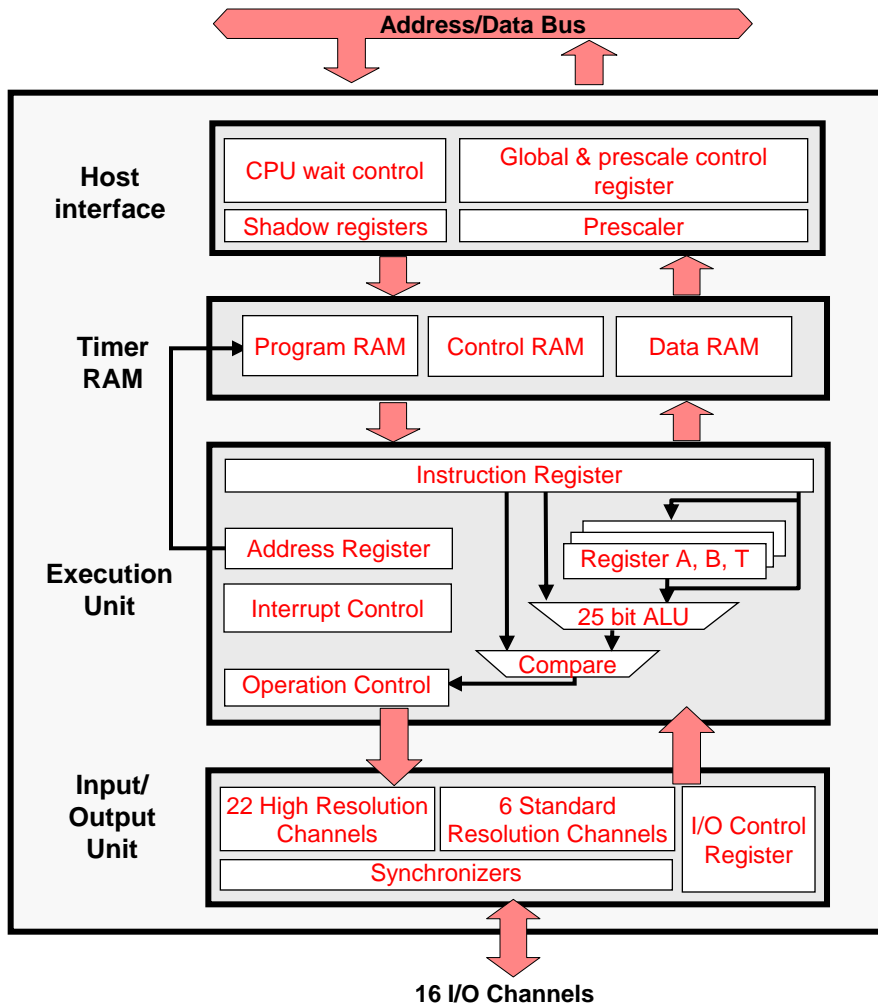 Address/Data Bus
Host
interface
CPU wait control
Global & prescale control
register
Shadow registers
Prescaler
Timer
RAM
Program RAM
Control RAM
Data RAM
Execution
Unit
Instruction Register
Address Register
Register A, B, T
Interrupt Control
25 bit ALU
Compare
Operation Control
Input/
Output
Unit
22 High Resolution
Channels
6 Standard
Resolution Channels
I/O Control
Register
Synchronizers
16 I/O Channels